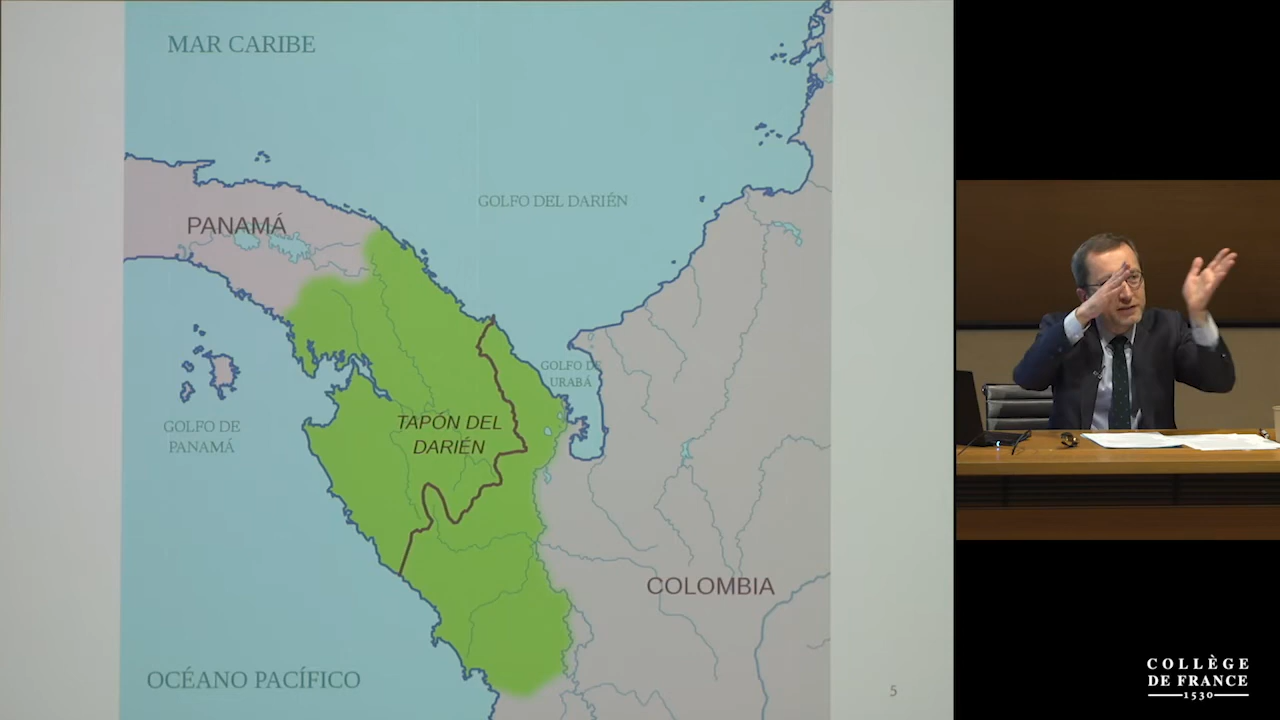 MAR CARIBE
GOLFO DEL DARIÉN
PANAMÁ
GOLFO DE
URABÁ
TAPÓN DEL
DARIÉN
GOLFO DE
PANAMÁ
COLOMBIA
OCÉANO PACÍFICO
5
COLLÈGE
DE FRANCE
1530